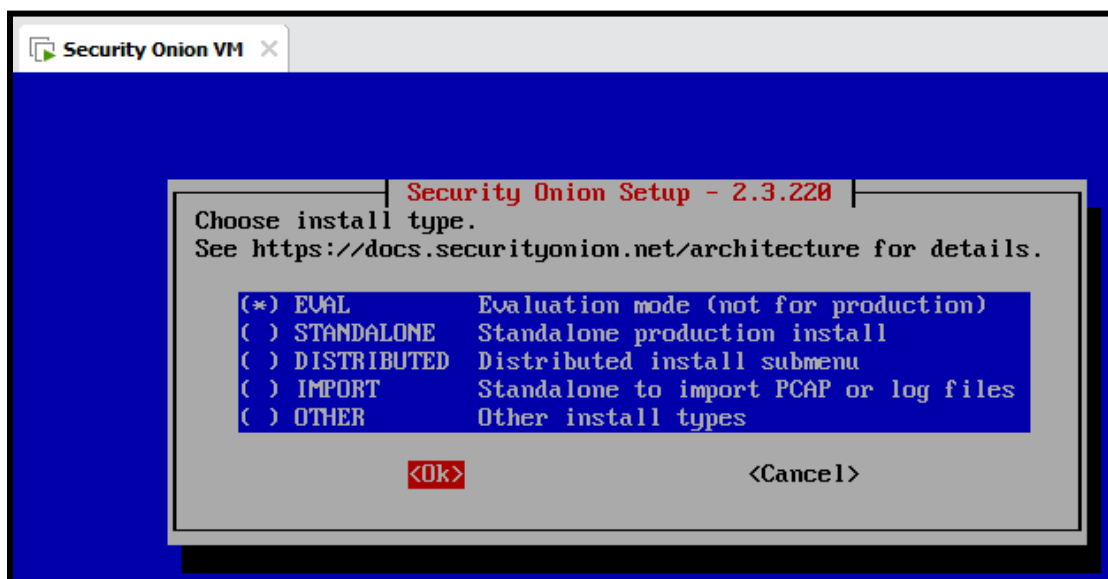 Security Onion VM
Security Onion Setup - 2.3.220
Choose install type.
See https://docs.securityonion.net/architecture for details.
(*) EVAL Evaluation mode (not for production)
( ) STANDALONE Standalone production install
( ) DISTRIBUTED Distributed install submenu
( ) IMPORT Standalone to import PCAP or log files
( ) OTHER Other install types
<Ok> <Cancel>